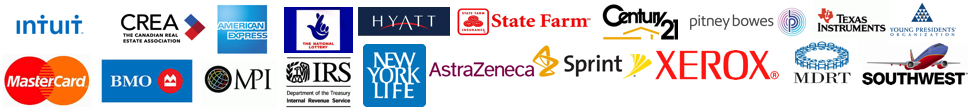 intuit.
CREA
THE CANADIAN REAL
ESTATE ASSOCIATION
AMERICAN
EXPRESS
THE NATIONAL
LOTTERY
HYATT
STATE FARM
INSURANCE
State Farm
Century
21
pitney bowes
TEXAS
INSTRUMENTS
YOUNG PRESIDENTS'
ORGANIZATION
MasterCard
BMO
MPI
IRS
Department of the Treasury
Internal Revenue Service
NEW
YORK
LIFE
AstraZeneca
Sprint
XEROX®
MDRT
SOUTHWEST